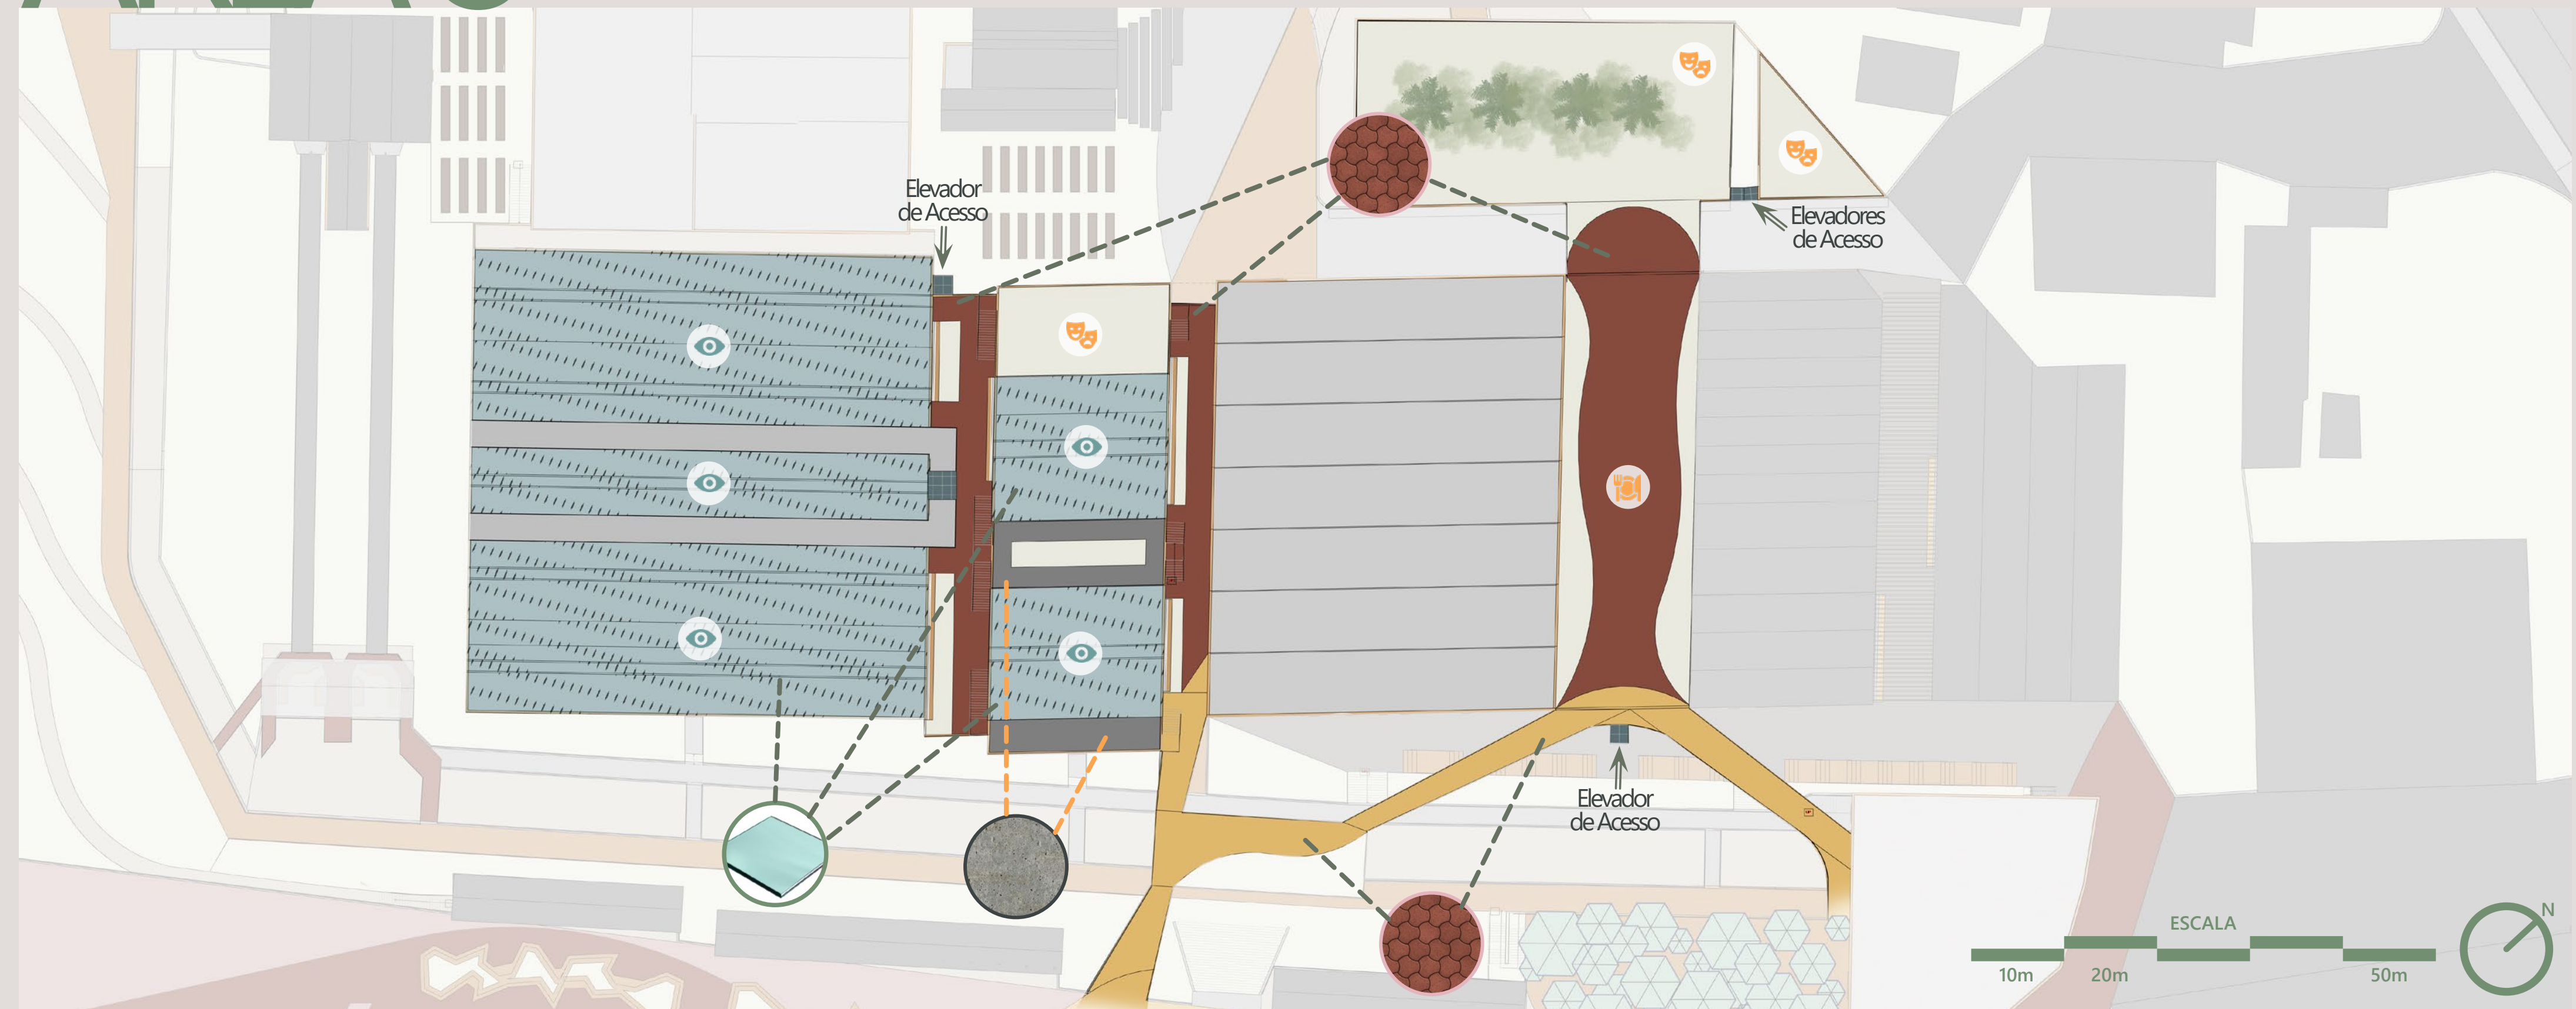 Elevador
de Acesso
Elevadores
de Acesso
Elevador
de Acesso
N
ESCALA
10m 20m 50m